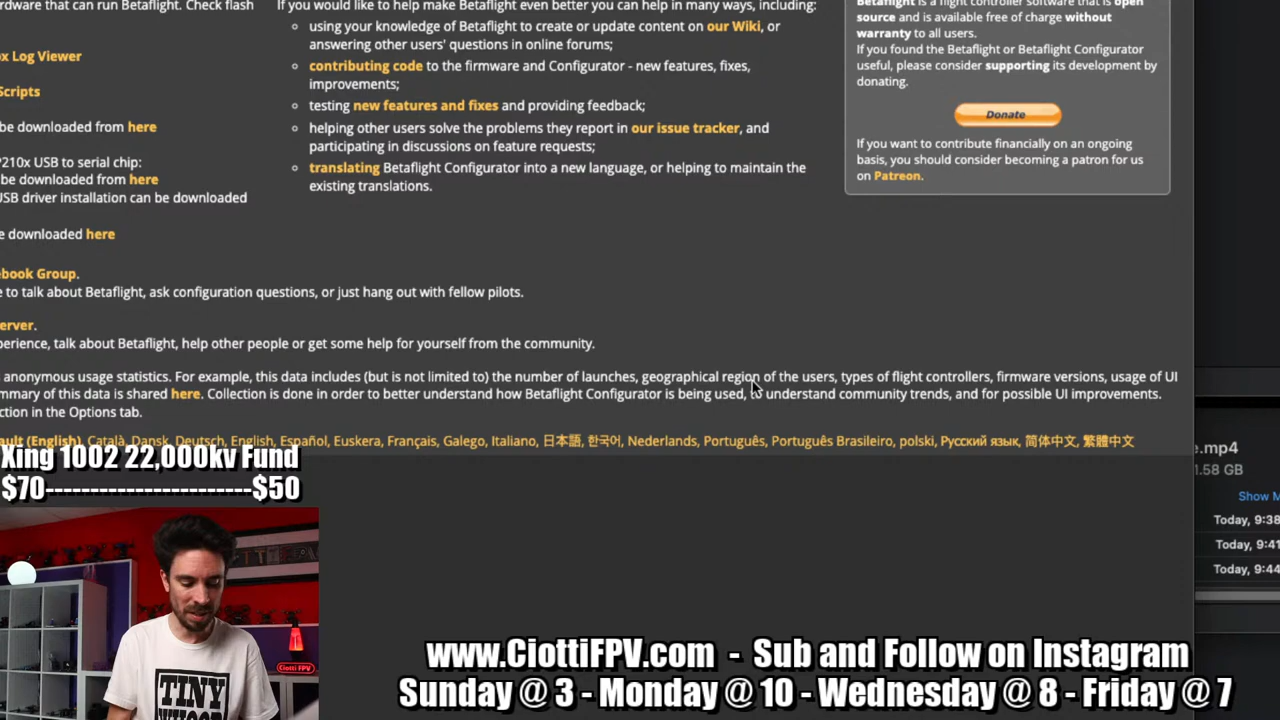 ardware that can run Betaflight. Check flash
x Log Viewer
Scripts
be downloaded from here
P210x USB to serial chip:
be downloaded from here
USB driver installation can be downloaded
e downloaded here
ebook Group.
e to talk about Betaflight, ask configuration questions, or just hang out with fellow pilots.
erver.
perience, talk about Betaflight, help other people or get some help for yourself from the community.
anonymous usage statistics. For example, this data includes (but is not limited to) the number of launches, geographical region of the users, types of flight controllers, firmware versions, usage of UI
mmary of this data is shared here. Collection is done in order to better understand how Betaflight Configurator is being used, to understand community trends, and for possible UI improvements.
ction in the Options tab.
ault (English), Català, Dansk, Deutsch, English, Español, Euskera, Français, Galego, Italiano, 日本語, 한국어, Nederlands, Português, Português Brasileiro, polski, Русский язык, 简体中文, 繁體中文
If you would like to help make Betaflight even better you can help in many ways, including:
using your knowledge of Betaflight to create or update content on our Wiki, or
answering other users' questions in online forums;
contributing code to the firmware and Configurator - new features, fixes,
improvements;
testing new features and fixes and providing feedback;
helping other users solve the problems they report in our issue tracker, and
participating in discussions on feature requests;
translating Betaflight Configurator into a new language, or helping to maintain the
existing translations.
Betaflight is a flight controller software that is open
source and is available free of charge without
warranty to all users.
If you found the Betaflight or Betaflight Configurator
useful, please consider supporting its development by
donating.
Donate
If you want to contribute financially on an ongoing
basis, you should consider becoming a patron for us
on Patreon.
e.mp4
1.58 GB
Show M
Today, 9:38
Today, 9:41
Today, 9:44
Xing 1002 22,000kv Fund
$70------------------------$50
Ciotti FPV
TINY
WHOOP
www.CiottiFPV.com - Sub and Follow on Instagram
Sunday @ 3 - Monday @ 10 - Wednesday @ 8 - Friday @ 7